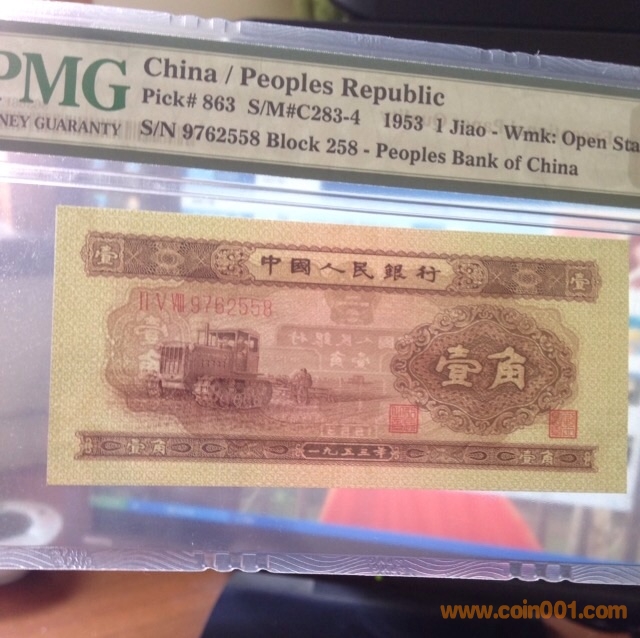 PMG
China / Peoples Republic
Pick# 863 S/M#C283-4 1953 1 Jiao - Wmk: Open Sta
NEY GUARANTY
S/N 9762558 Block 258 - Peoples Bank of China
壹 中國人民銀行 壹
II V VIII 9762558
壹角
壹角 一九五三年 壹角
www.coin001.com